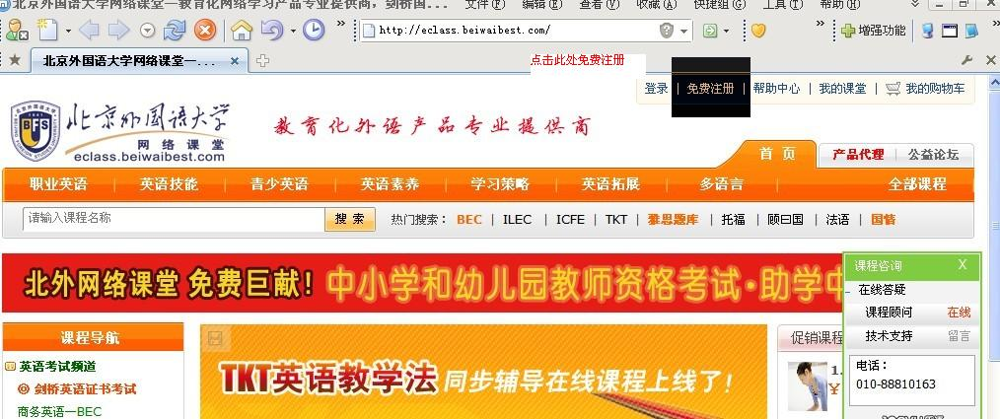 北京外国语大学网络课堂—教育化网络学习产品专业提供商，剑桥国...
文件(F) 编辑(E) 查看(V) 收藏(A) 快捷组(G) 工具(T) 帮助(H)
http://eclass.beiwaibest.com/
增强功能
北京外国语大学网络课堂—...
点击此处免费注册
登录 | 免费注册 | 帮助中心 | 我的课堂 | 我的购物车
BFS
北京外国语大学
网络课堂
eclass.beiwaibest.com
教育化外语产品专业提供商
首页 产品代理 | 公益论坛
职业英语 英语技能 青少英语 英语素养 学习策略 英语拓展 多语言 全部课程
请输入课程名称 搜索 热门搜索： BEC | ILEC | ICFE | TKT | 雅思题库 | 托福 | 顾曰国 | 法语 | 国情
北外网络课堂 免费巨献！中小学和幼儿园教师资格考试·助学中
课程咨询 X
在线答疑
课程顾问 在线
技术支持 留言
电话：
010-88810163
课程导航
英语考试频道
剑桥英语证书考试
商务英语—BEC
TKT英语教学法 同步辅导在线课程上线了！
促销课程
1.
¥